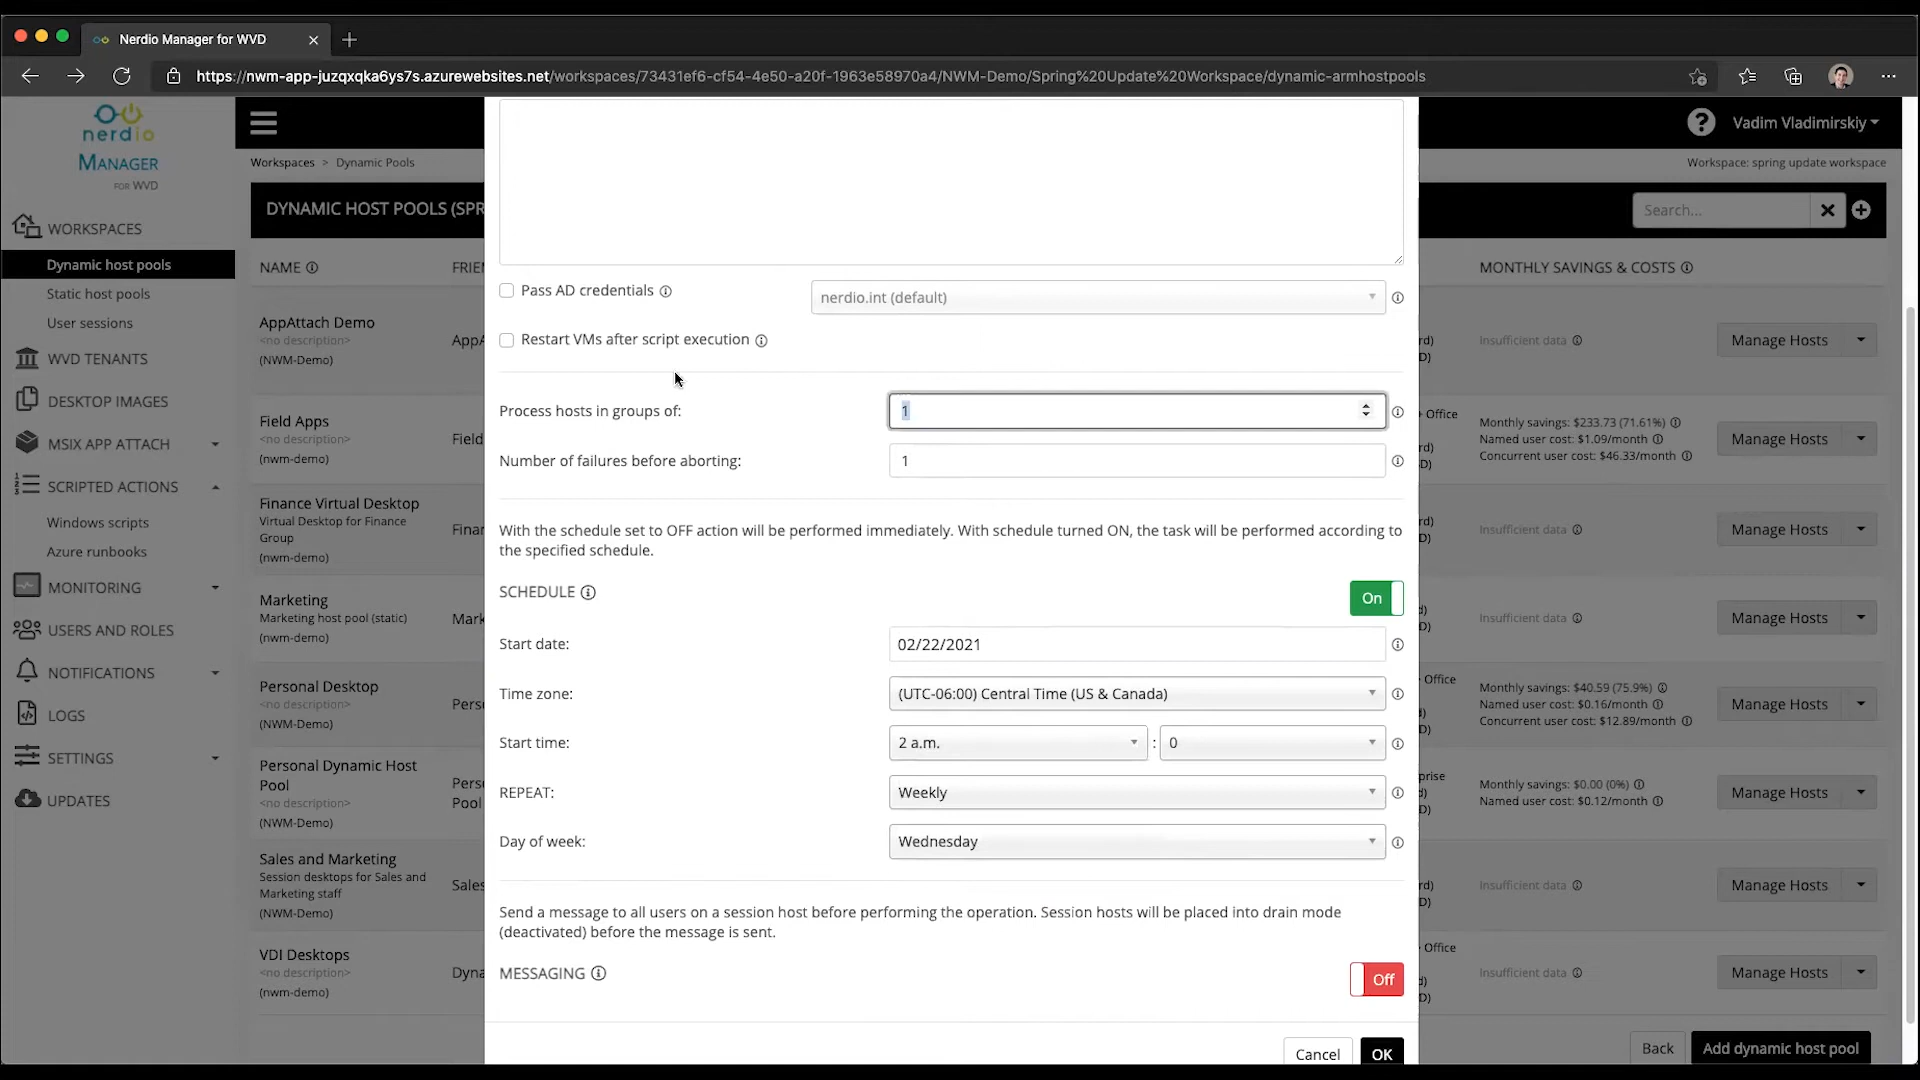 Nerdio Manager for WVD
https://nwm-app-juzqxqka6ys7s.azurewebsites.net/workspaces/73431ef6-cf54-4e50-a20f-1963e58970a4/NWM-Demo/Spring%20Update%20Workspace/dynamic-armhostpools
nerdio
MANAGER
FOR WVD
Vadim Vladimirskiy
Workspaces > Dynamic Pools
Workspace: spring update workspace
DYNAMIC HOST POOLS (SPR
Search...
WORKSPACES
Dynamic host pools
Static host pools
User sessions
WVD TENANTS
DESKTOP IMAGES
MSIX APP ATTACH
SCRIPTED ACTIONS
Windows scripts
Azure runbooks
MONITORING
USERS AND ROLES
NOTIFICATIONS
LOGS
SETTINGS
UPDATES
NAME
FRIE
MONTHLY SAVINGS & COSTS
AppAttach Demo
<no description>
(NWM-Demo)
AppA
rd)
D)
Insufficient data
Manage Hosts
Field Apps
<no description>
(nwm-demo)
Field
Office
rd)
D)
Monthly savings: $233.73 (71.61%)
Named user cost: $1.09/month
Concurrent user cost: $46.33/month
Manage Hosts
Finance Virtual Desktop
Virtual Desktop for Finance
Group
(nwm-demo)
Finan
rd)
D)
Insufficient data
Manage Hosts
Marketing
Marketing host pool (static)
(nwm-demo)
Mark
rd)
D)
Insufficient data
Manage Hosts
Personal Desktop
<no description>
(NWM-Demo)
Perso
Office
D)
Monthly savings: $40.59 (75.9%)
Named user cost: $0.16/month
Concurrent user cost: $12.89/month
Manage Hosts
Personal Dynamic Host
Pool
<no description>
(NWM-Demo)
Perso
Pool
prise
D)
Monthly savings: $0.00 (0%)
Named user cost: $0.12/month
Manage Hosts
Sales and Marketing
Session desktops for Sales and
Marketing staff
(NWM-Demo)
Sales
rd)
D)
Insufficient data
Manage Hosts
VDI Desktops
<no description>
(nwm-demo)
Dyna
Office
D)
Insufficient data
Manage Hosts
Back
Add dynamic host pool
Pass AD credentials
nerdio.int (default)
Restart VMs after script execution
Process hosts in groups of:
1
Number of failures before aborting:
1
With the schedule set to OFF action will be performed immediately. With schedule turned ON, the task will be performed according to
the specified schedule.
SCHEDULE
On
Start date:
02/22/2021
Time zone:
(UTC-06:00) Central Time (US & Canada)
Start time:
2 a.m. : 0
REPEAT:
Weekly
Day of week:
Wednesday
Send a message to all users on a session host before performing the operation. Session hosts will be placed into drain mode
(deactivated) before the message is sent.
MESSAGING
Off
Cancel
OK